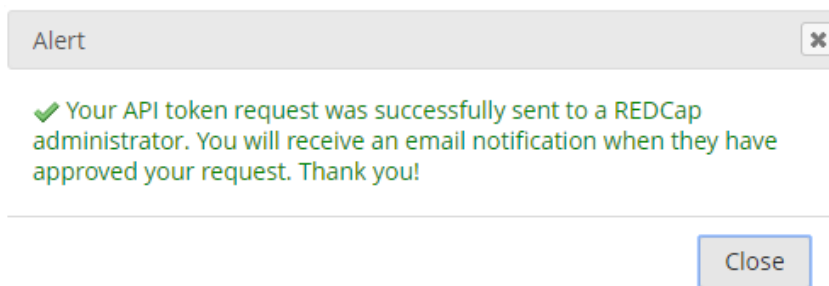 Alert
Your API token request was successfully sent to a REDCap
administrator. You will receive an email notification when they have
approved your request. Thank you!
Close